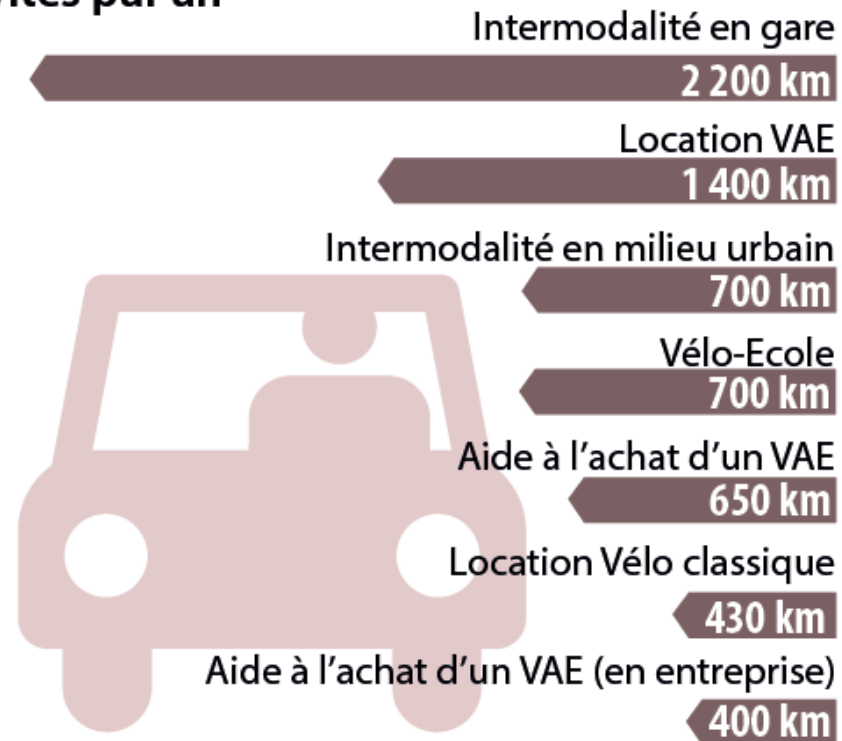 par un
Intermodalité en gare
2 200 km
Location VAE
1 400 km
Intermodalité en milieu urbain
700 km
Vélo-Ecole
700 km
Aide à l’achat d’un VAE
650 km
Location Vélo classique
430 km
Aide à l’achat d’un VAE (en entreprise)
400 km